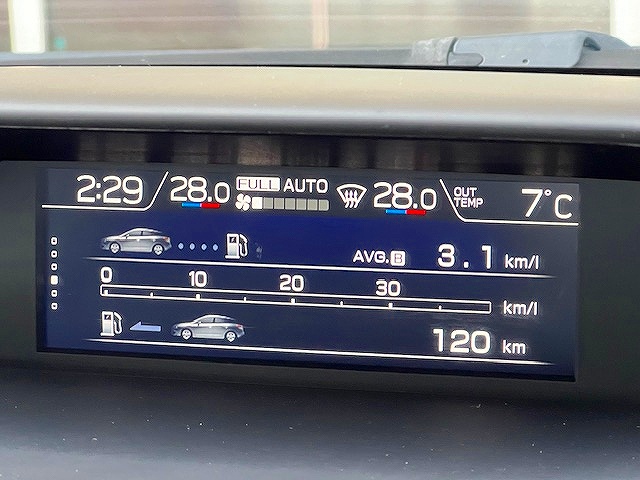 2:29 28.0 FULL AUTO 28.0 OUT TEMP 7°C
AVG.B 3.1 km/l
0 10 20 30
km/l
120 km